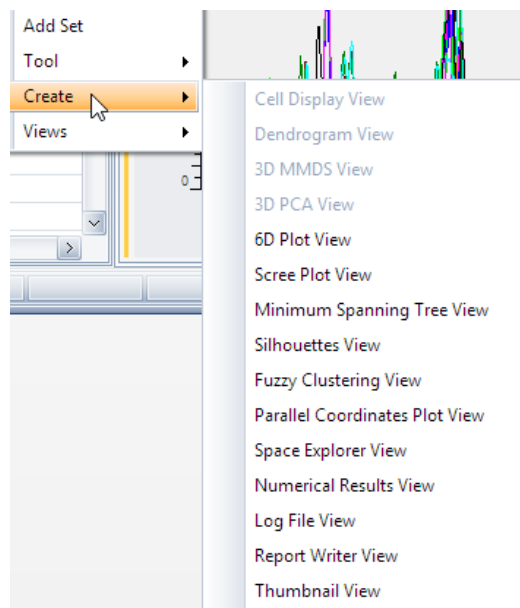 Add Set
Tool
Create
Views
0
Cell Display View
Dendrogram View
3D MMDS View
3D PCA View
6D Plot View
Scree Plot View
Minimum Spanning Tree View
Silhouettes View
Fuzzy Clustering View
Parallel Coordinates Plot View
Space Explorer View
Numerical Results View
Log File View
Report Writer View
Thumbnail View